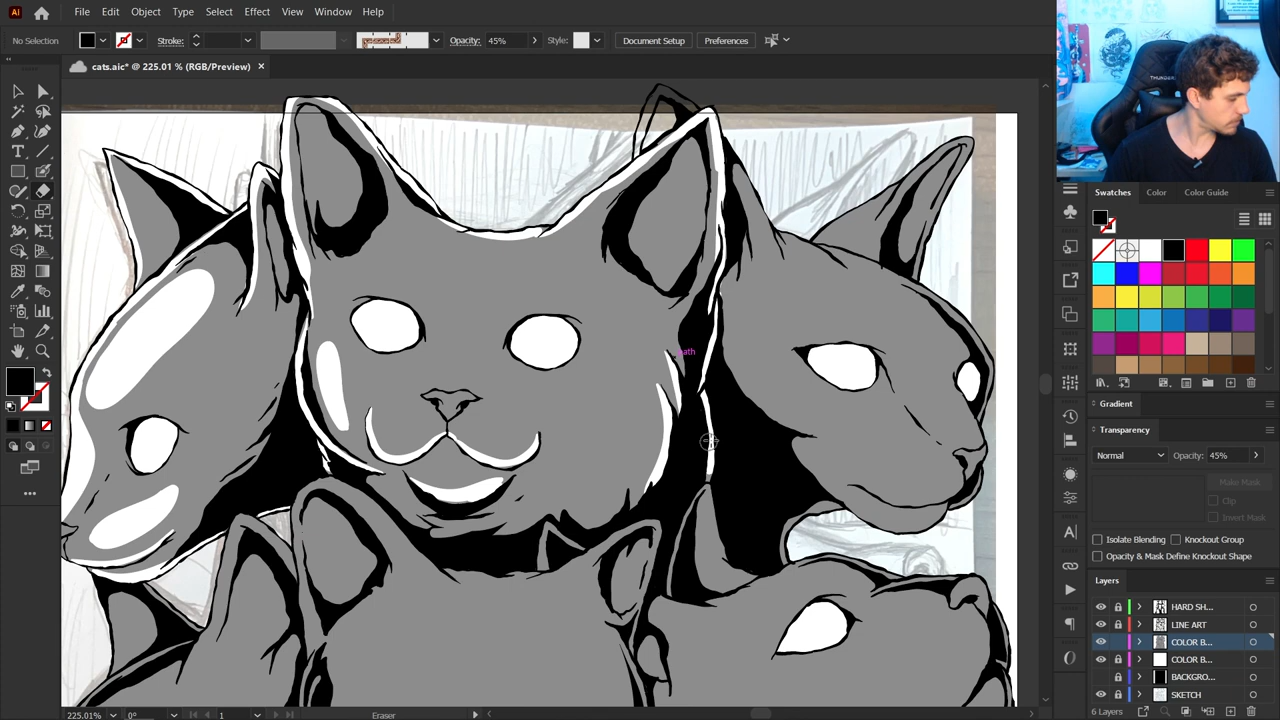 Ai
File Edit Object Type Select Effect View Window Help
No Selection
Stroke:
Opacity: 45%
Style:
Document Setup
Preferences
cats.aic* @ 225.01 % (RGB/Preview)
THUNDER
Swatches Color Color Guide
Gradient
Transparency
Normal
Opacity: 45%
Make Mask
Clip
Invert Mask
Isolate Blending Knockout Group
Opacity & Mask Define Knockout Shape
Layers
HARD SH...
LINE ART
COLOR B...
COLOR B...
BACKGRO...
SKETCH
6 Layers
225.01% 0° 1 Eraser